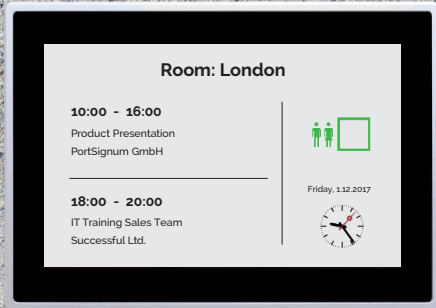 Room: London
10:00 - 16:00
Product Presentation
PortSignum GmbH
18:00 - 20:00
IT Training Sales Team
Successful Ltd.
Friday, 1.12.2017